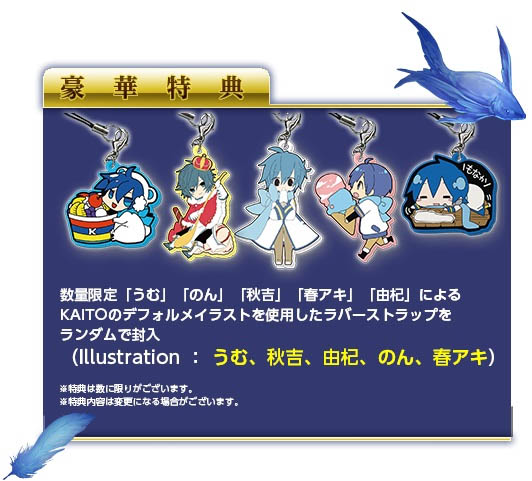 豪華特典
K
もなか
数量限定「うむ」「のん」「秋吉」「春アキ」「由杞」による
KAITOのデフォルメイラストを使用したラバーストラップを
ランダムで封入
（Illustration ： うむ、秋吉、由杞、のん、春アキ）
※特典は数に限りがございます。
※特典内容は変更になる場合がございます。